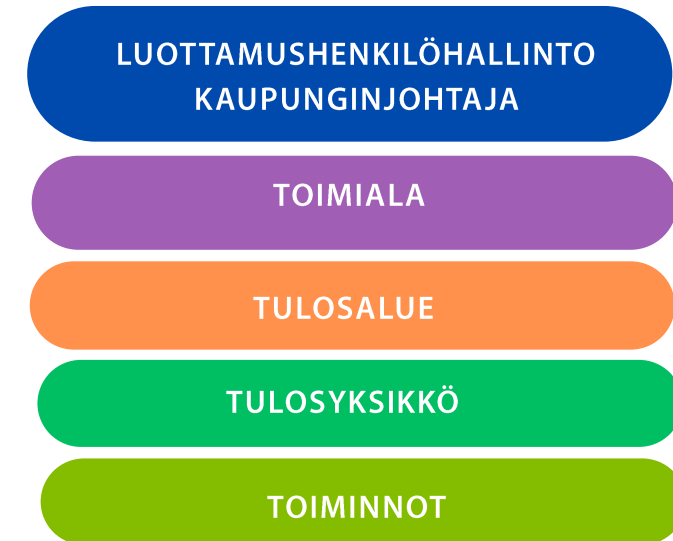 LUOTTAMUSHENKILÖHALLINTO
KAUPUNGINJOHTAJA
TOIMIALA
TULOSALUE
TULOSYKSIKKÖ
TOIMINNOT